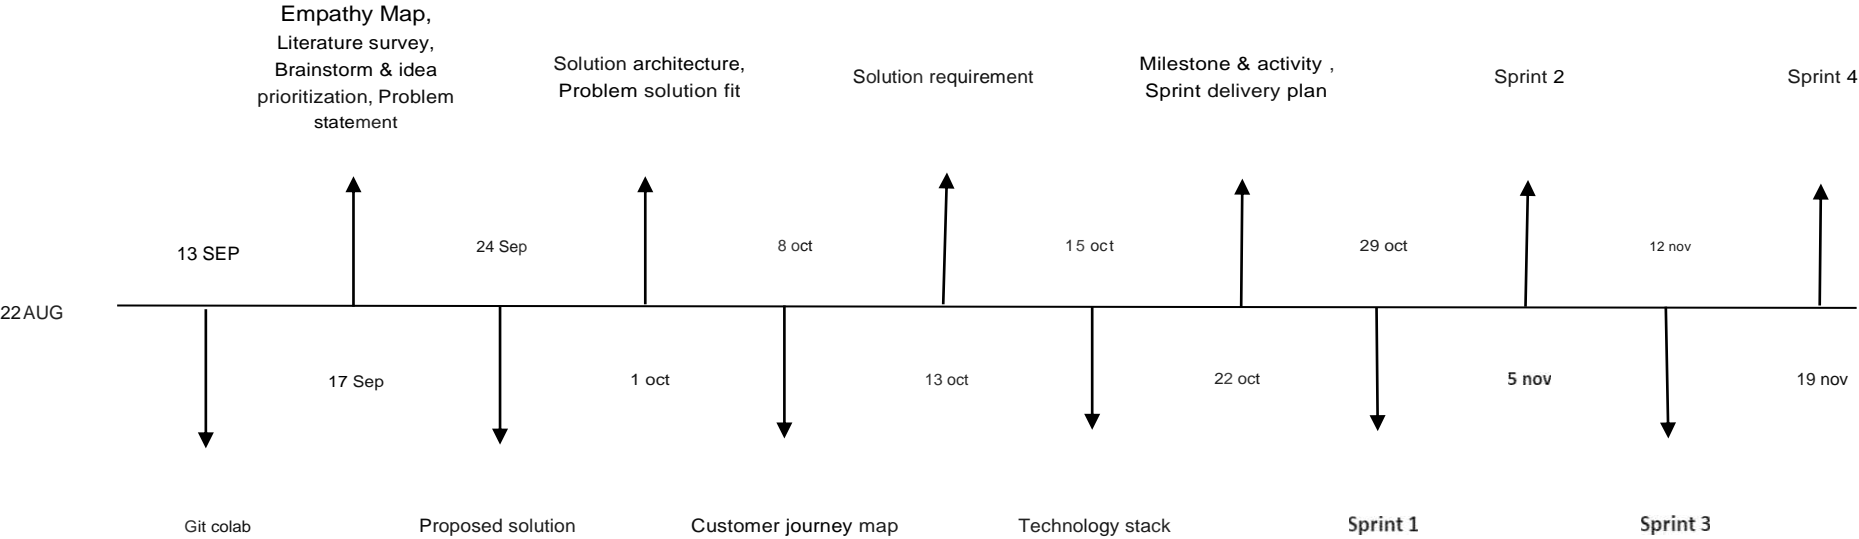 Empathy Map,
Literature survey,
Brainstorm & idea
prioritization, Problem
statement
Solution architecture,
Problem solution fit
Solution requirement
Milestone & activity ,
Sprint delivery plan
Sprint 2
Sprint 4
13 SEP
24 Sep
8 oct
15 oct
29 oct
12 nov
22 AUG
17 Sep
1 oct
13 oct
22 oct
5 nov
19 nov
Git colab
Proposed solution
Customer journey map
Technology stack
Sprint 1
Sprint 3